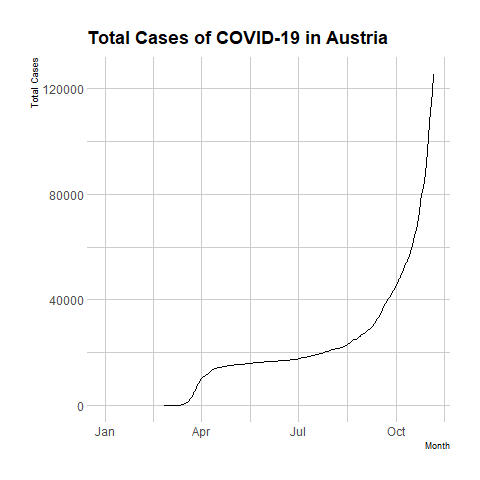 Total Cases of COVID-19 in Austria
Total Cases
120000
80000
40000
0
Jan Apr Jul Oct
Month